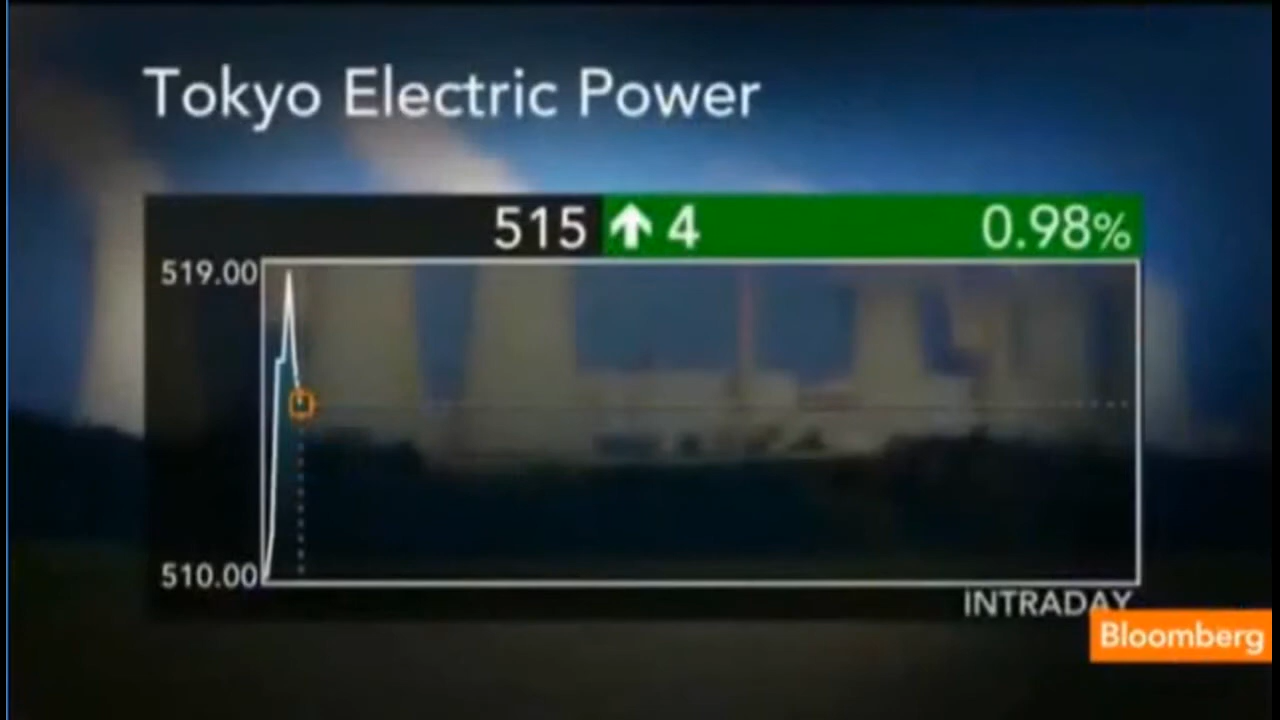 Tokyo Electric Power
515 ↑ 4 0.98%
519.00
510.00
INTRADAY
Bloomberg